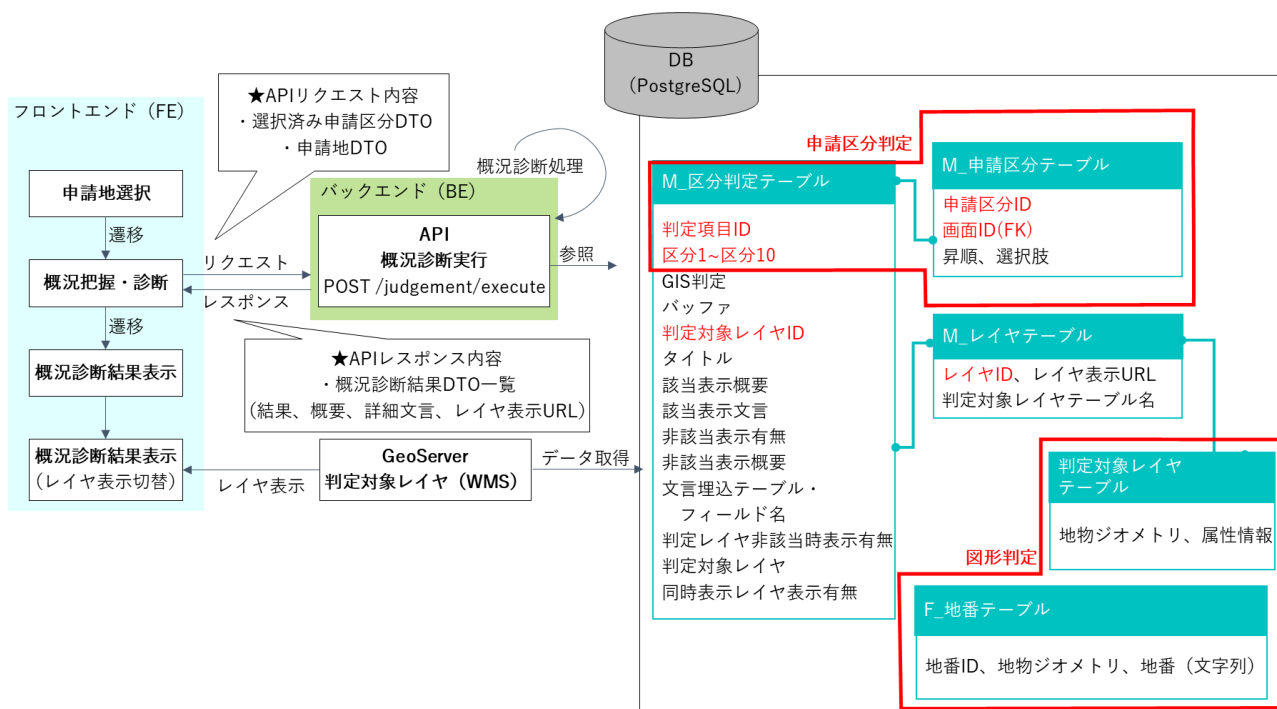 DB
(PostgreSQL)
フロントエンド（FE）
★APIリクエスト内容
・選択済み申請区分DTO
・申請地DTO
概況診断処理
申請地選択
遷移
概況把握・診断
リクエスト
レスポンス
バックエンド（BE）
API
概況診断実行
POST /judgement/execute
参照
遷移
概況診断結果表示
★APIレスポンス内容
・概況診断結果DTO一覧
（結果、概要、詳細文言、レイヤ表示URL）
概況診断結果表示
（レイヤ表示切替）
レイヤ表示
GeoServer
判定対象レイヤ（WMS）
データ取得
申請区分判定
M_区分判定テーブル
判定項目ID
区分1~区分10
GIS判定
バッファ
判定対象レイヤID
タイトル
該当表示概要
該当表示文言
非該当表示有無
非該当表示概要
文言埋込テーブル・
フィールド名
判定レイヤ非該当時表示有無
判定対象レイヤ
同時表示レイヤ表示有無
M_申請区分テーブル
申請区分ID
画面ID(FK)
昇順、選択肢
M_レイヤテーブル
レイヤID、レイヤ表示URL
判定対象レイヤテーブル名
図形判定
判定対象レイヤ
テーブル
地物ジオメトリ、属性情報
F_地番テーブル
地番ID、地物ジオメトリ、地番（文字列）